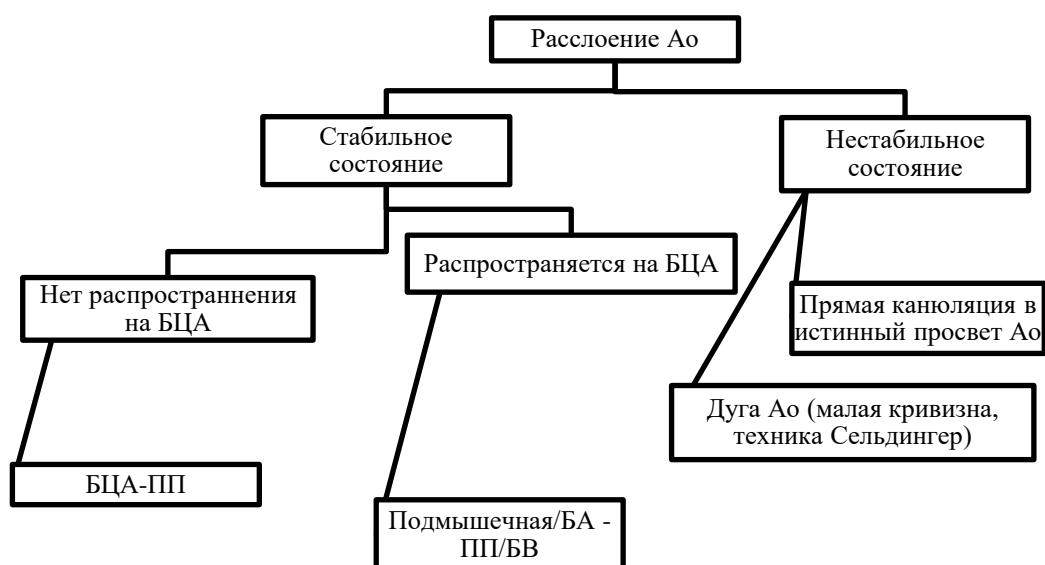 Расслоение Ао
Стабильное
состояние
Нестабильное
состояние
Нет распространнения
на БЦА
Распространяется на БЦА
Прямая канюляция в
истинный просвет Ао
Дуга Ао (малая кривизна,
техника Сельдингер)
БЦА-ПП
Подмышечная/БА -
ПП/БВ